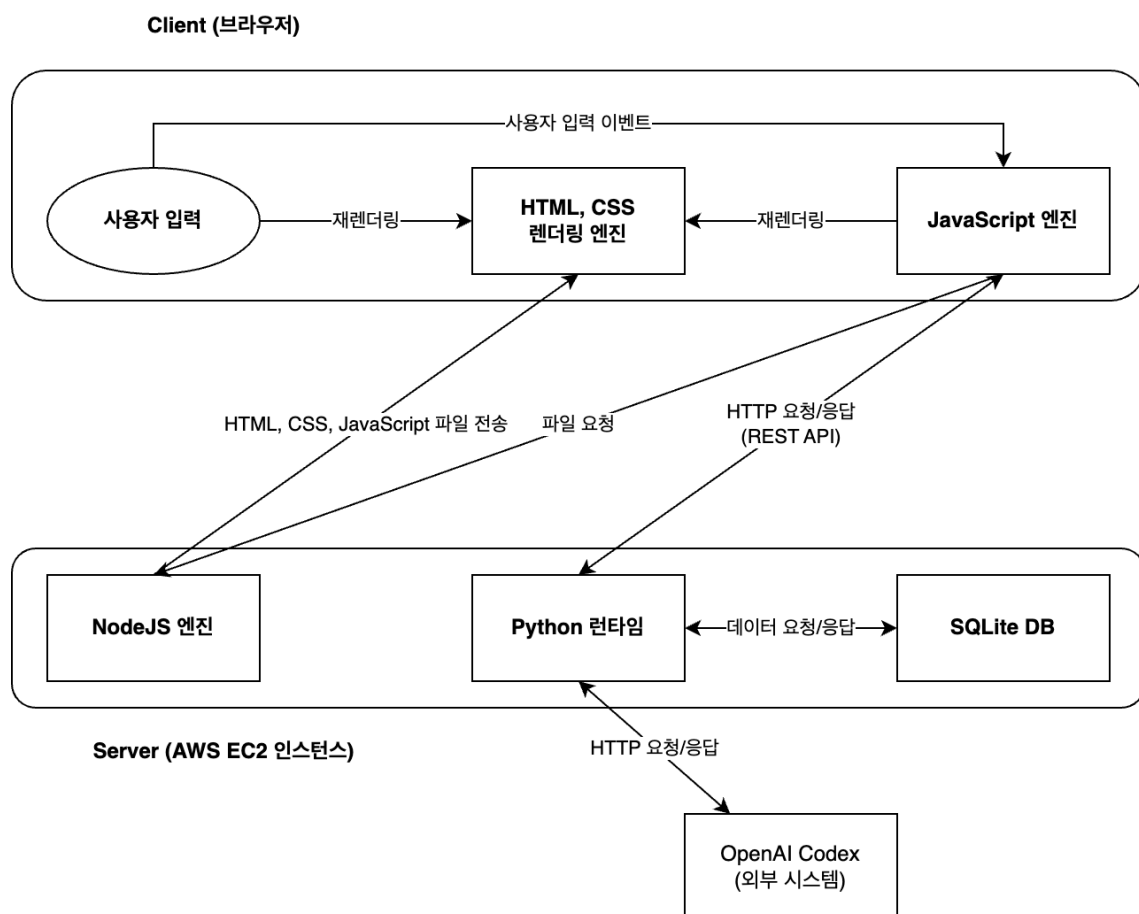 Client (브라우저)
사용자 입력 이벤트
사용자 입력
재렌더링
HTML, CSS
렌더링 엔진
재렌더링
JavaScript 엔진
HTML, CSS, JavaScript 파일 전송
파일 요청
HTTP 요청/응답
(REST API)
NodeJS 엔진
Python 런타임
데이터 요청/응답
SQLite DB
Server (AWS EC2 인스턴스)
HTTP 요청/응답
OpenAI Codex
(외부 시스템)